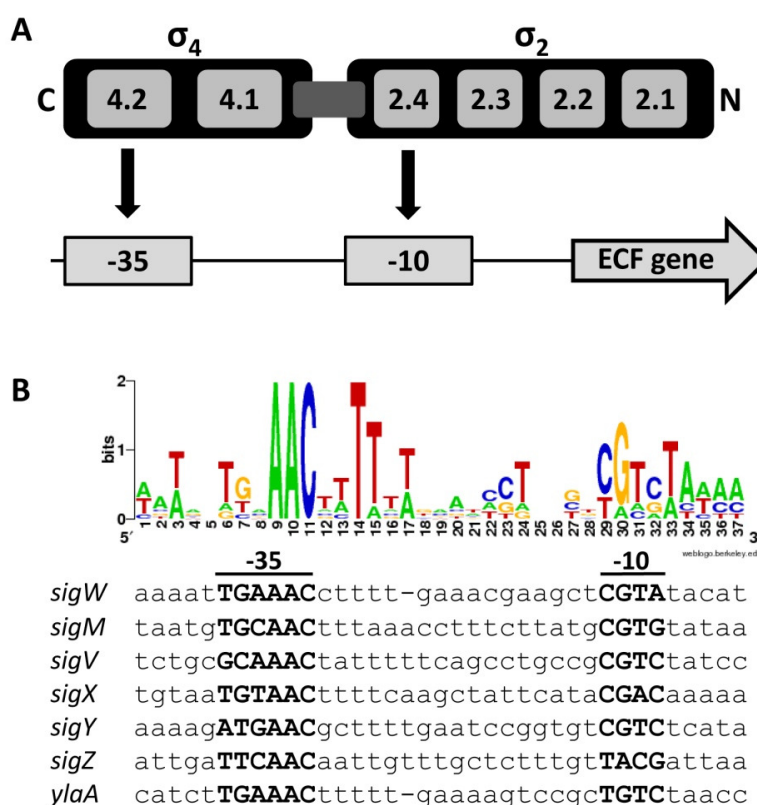 A
σ4 σ2
C 4.2 4.1 2.4 2.3 2.2 2.1 N
-35 -10 ECF gene
B
2
bits
1
0
1 2 3 4 5 6 7 8 9 10 11 12 13 14 15 16 17 18 19 20 21 22 23 24 25 26 27 28 29 30 31 32 33 34 35 36 37
5′ 3
weblogo.berkeley.ed
-35 -10
sigW aaaatTGAAACcttttt-gaaacgaagctCGTAtacat
sigM taatgTGCAACtttaaacctttcttatgCGTGtataa
sigV tctgcGCAAACtatttttcagcctgccgCGTCtatcc
sigX tgtaaTGTAACttttcaagctattcataCGACaaaaa
sigY aaaagATGAACgcttttgaatccggtgtCGTCtcata
sigZ attgaTTCAACaattgtttgctctttgtTACGattaa
ylaA catctTGAAACtttttt-gaaaagtccgcTGTCtaacc